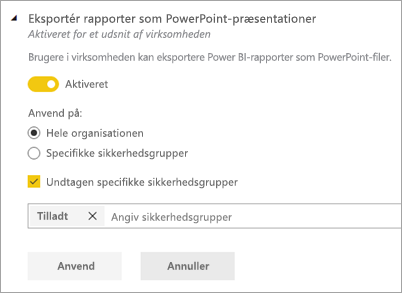 Eksportér rapporter som PowerPoint-præsentationer
Aktiveret for et udsnit af virksomheden
Brugere i virksomheden kan eksportere Power BI-rapporter som PowerPoint-filer.
Aktiveret
Anvend på:
Hele organisationen
Specifikke sikkerhedsgrupper
Undtagen specifikke sikkerhedsgrupper
Tilladt Angiv sikkerhedsgrupper
Anvend Annuller